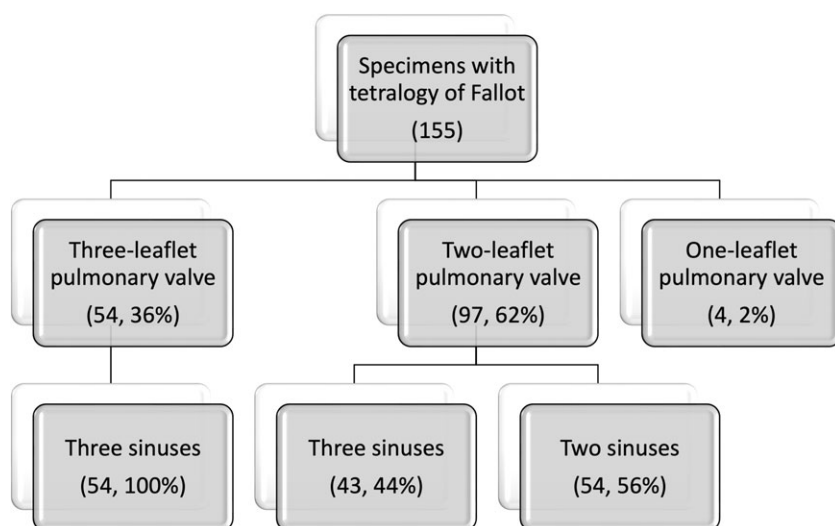 Specimens with
tetralogy of Fallot
(155)
Three-leaflet
pulmonary valve
(54, 36%)
Two-leaflet
pulmonary valve
(97, 62%)
One-leaflet
pulmonary valve
(4, 2%)
Three sinuses
(54, 100%)
Three sinuses
(43, 44%)
Two sinuses
(54, 56%)